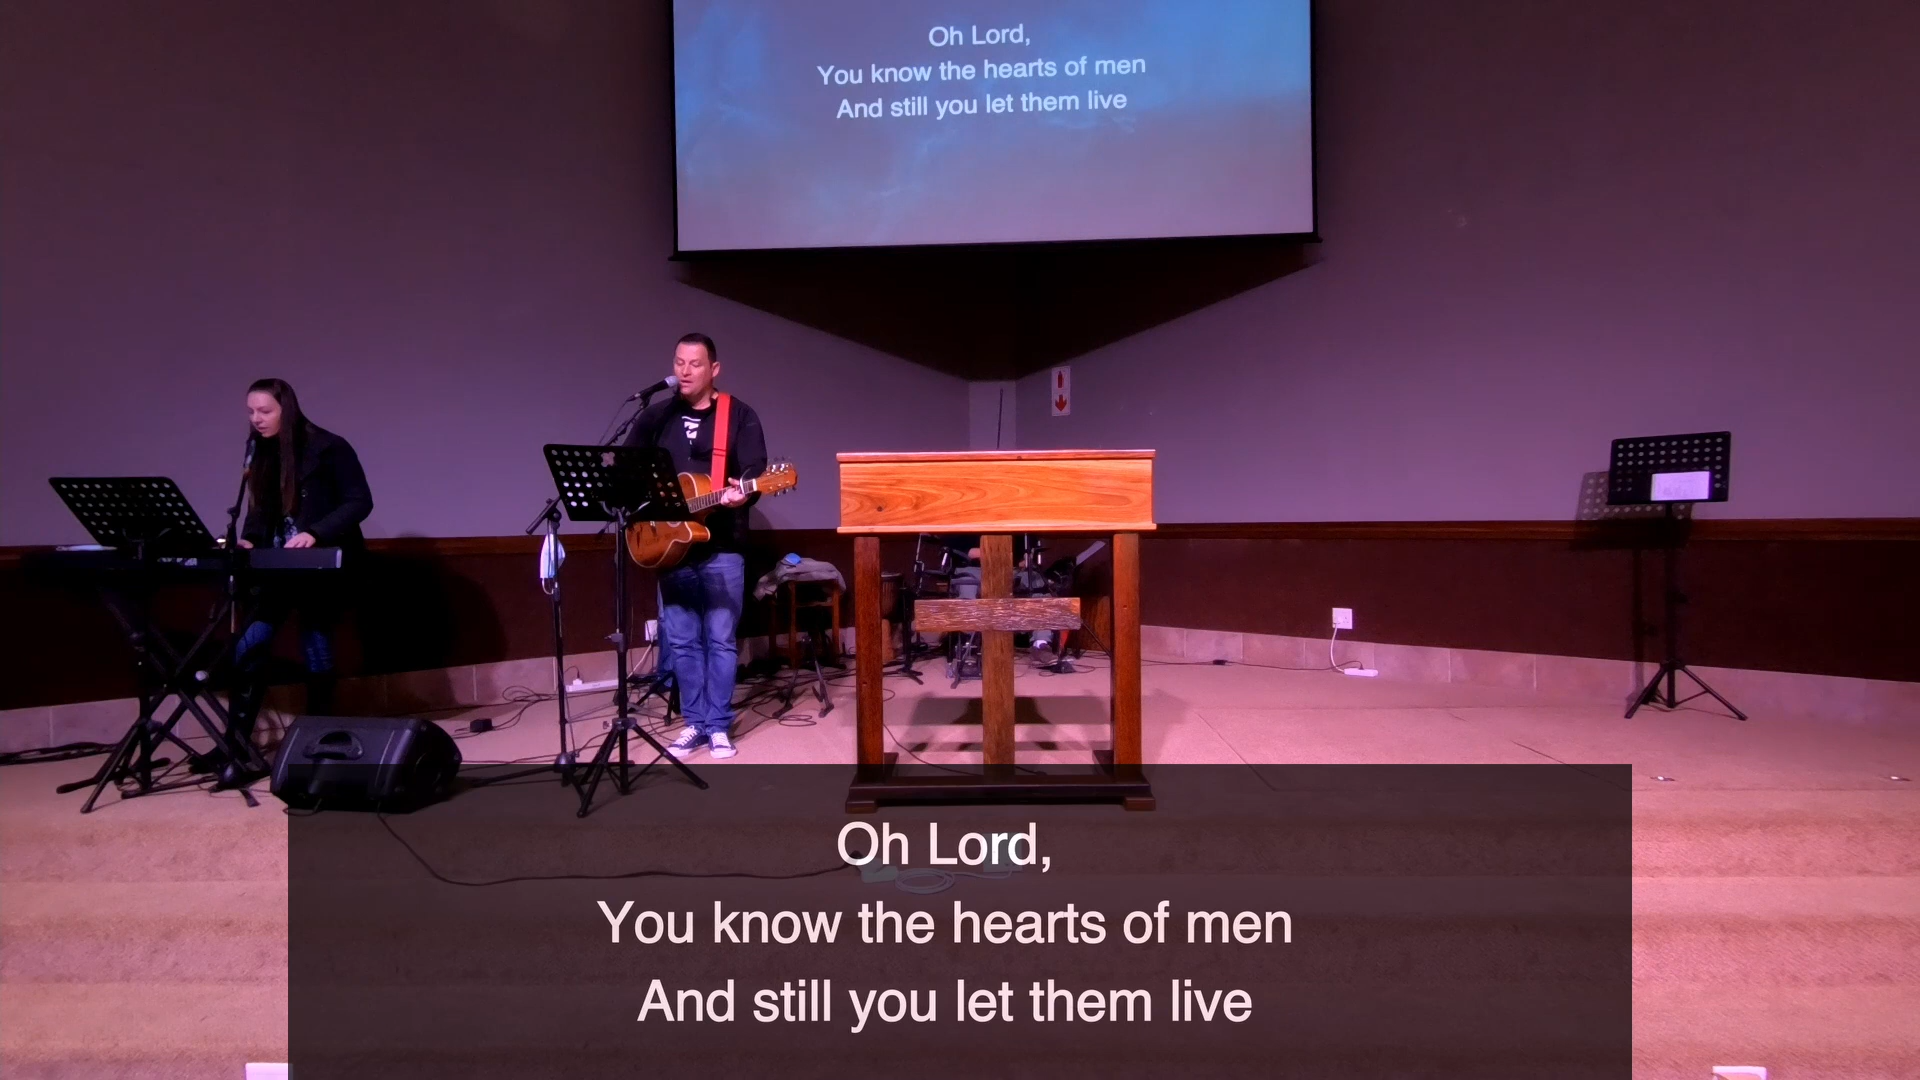 Oh Lord,
You know the hearts of men
And still you let them live
Oh Lord,
You know the hearts of men
And still you let them live